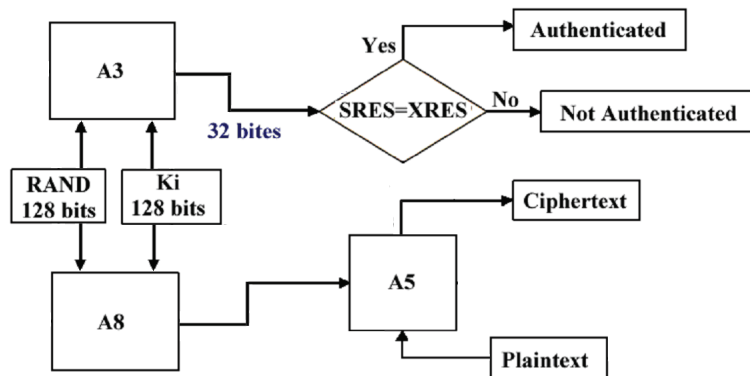 Yes
Authenticated
A3
SRES=XRES
No
Not Authenticated
32 bites
RAND
128 bits
Ki
128 bits
Ciphertext
A5
A8
Plaintext